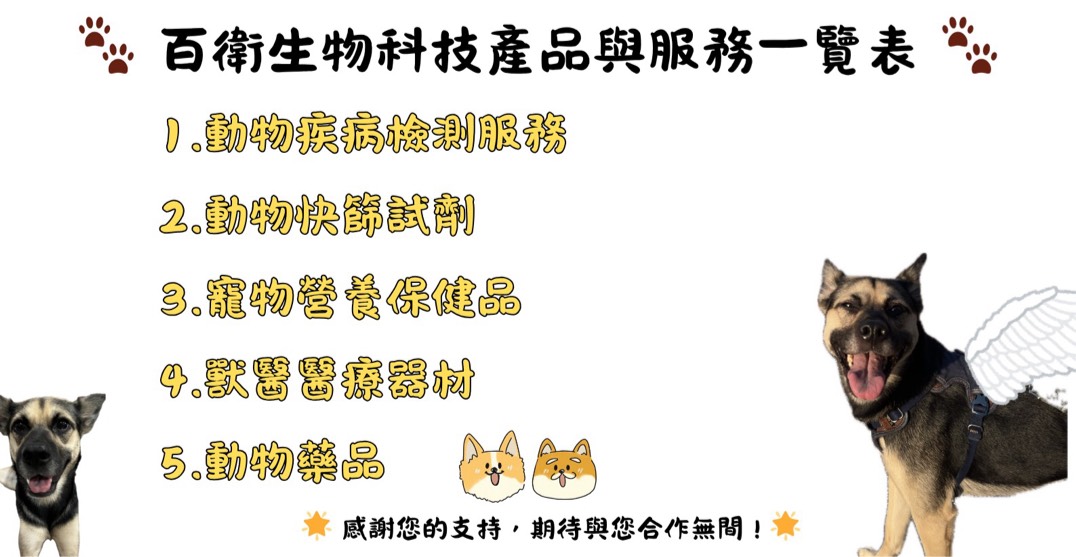 百衛生物科技產品與服務一覽表
1.動物疾病檢測服務
2.動物快篩試劑
3.寵物營養保健品
4.獸醫醫療器材
5.動物藥品
感謝您的支持，期待與您合作無間！